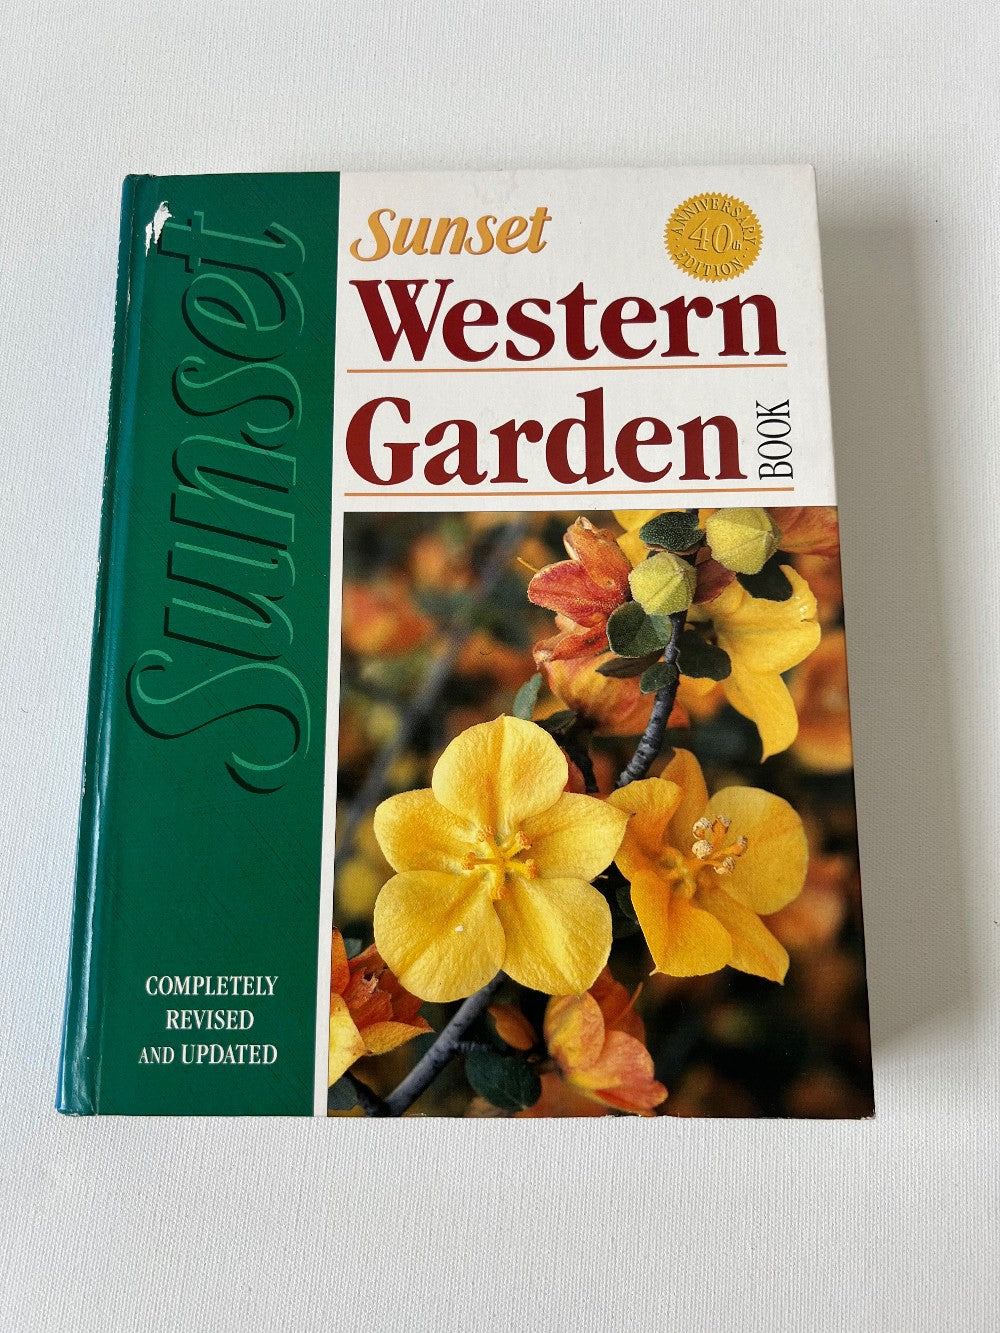 Sunset
Sunset
ANNIVERSARY
40th
EDITION
Western
Garden
BOOK
COMPLETELY
REVISED
AND UPDATED